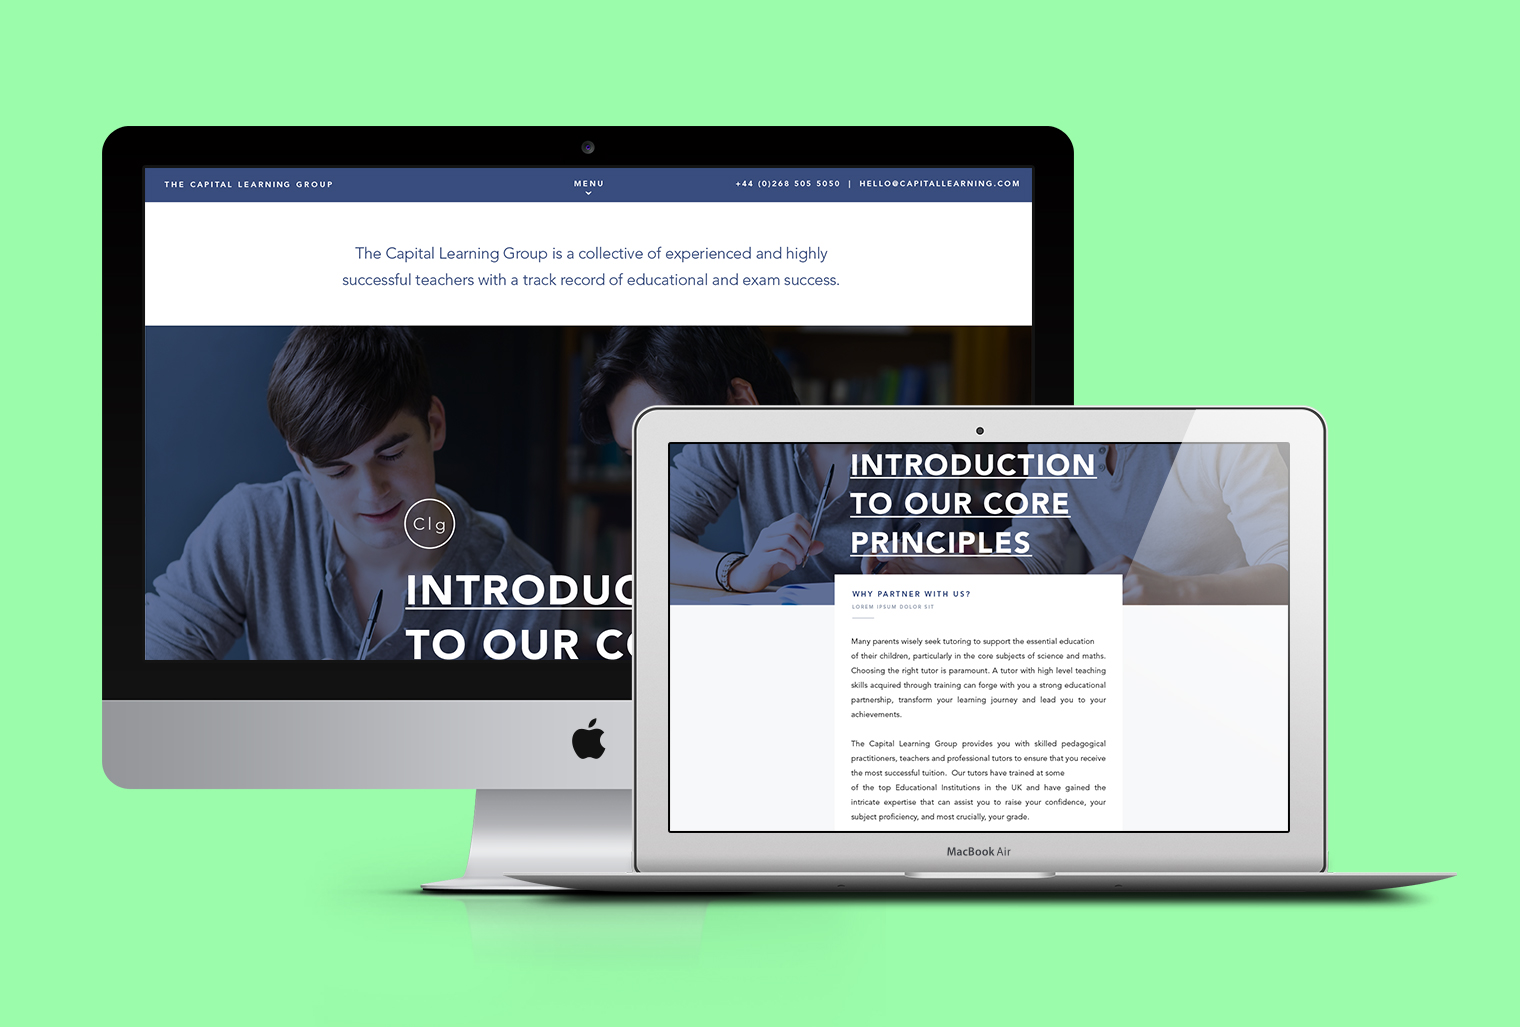 THE CAPITAL LEARNING GROUP
MENU
+44 (0)268 505 5050 | HELLO@CAPITALLEARNING.COM
The Capital Learning Group is a collective of experienced and highly
successful teachers with a track record of educational and exam success.
Clg
INTRODUC
TO OUR CO
INTRODUCTION
TO OUR CORE
PRINCIPLES
WHY PARTNER WITH US?
LOREM IPSUM DOLOR SIT
Many parents wisely seek tutoring to support the essential education
of their children, particularly in the core subjects of science and maths.
Choosing the right tutor is paramount. A tutor with high level teaching
skills acquired through training can forge with you a strong educational
partnership, transform your learning journey and lead you to your
achievements.
The Capital Learning Group provides you with skilled pedagogical
practitioners, teachers and professional tutors to ensure that you receive
the most successful tuition. Our tutors have trained at some
of the top Educational Institutions in the UK and have gained the
intricate expertise that can assist you to raise your confidence, your
subject proficiency, and most crucially, your grade.
MacBook Air